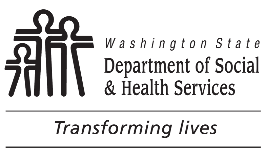 Washington State
Department of Social
& Health Services
Transforming lives